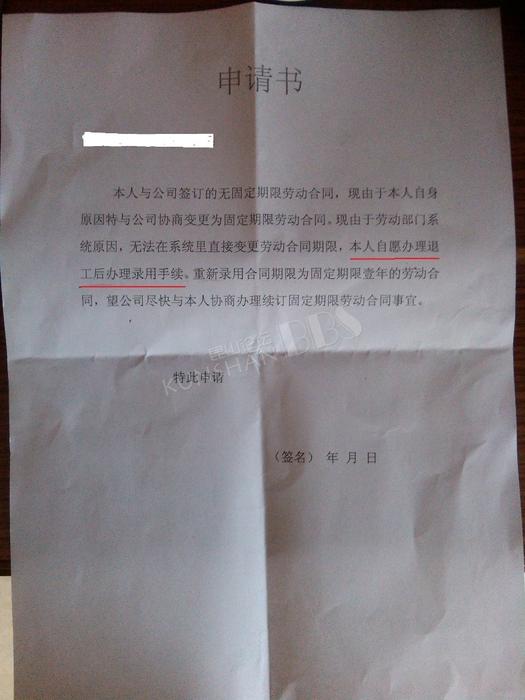 申请书
本人与公司签订的无固定期限劳动合同，现由于本人自身
原因特与公司协商变更为固定期限劳动合同。现由于劳动部门系
统原因，无法在系统里直接变更劳动合同期限，本人自愿办理退
工后办理录用手续。重新录用合同期限为固定期限壹年的劳动合
同，望公司尽快与本人协商办理续订固定期限劳动合同事宜。
昆山论坛
KUNSHAN BBS
特此申请
（签名） 年 月 日